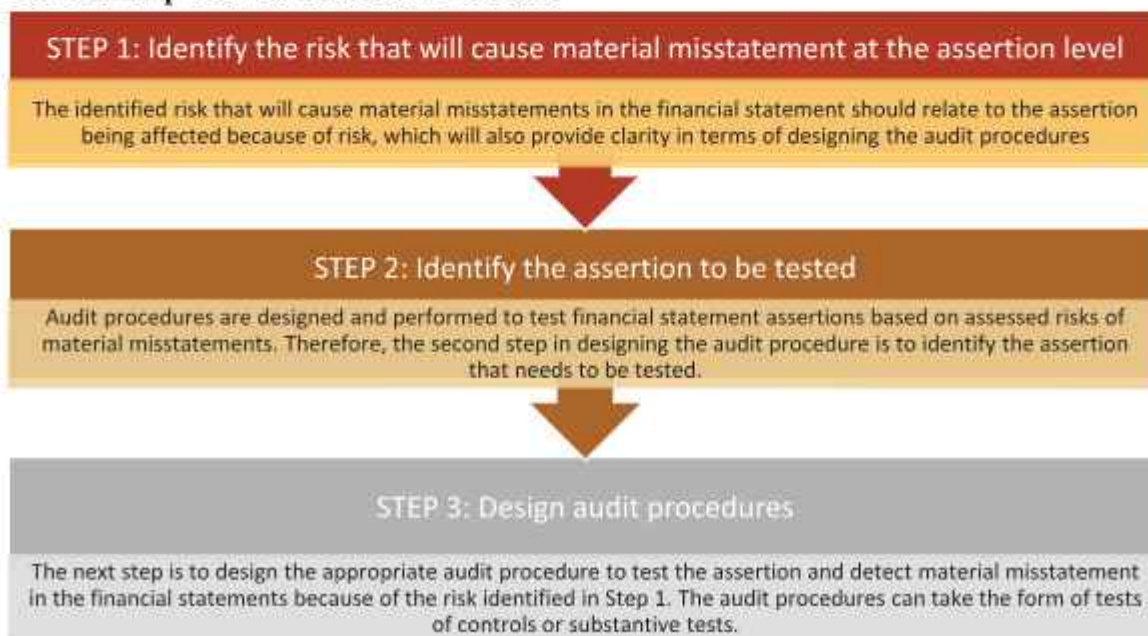 STEP 1: Identify the risk that will cause material misstatement at the assertion level
The identified risk that will cause material misstatements in the financial statement should relate to the assertion
being affected because of risk, which will also provide clarity in terms of designing the audit procedures
STEP 2: Identify the assertion to be tested
Audit procedures are designed and performed to test financial statement assertions based on assessed risks of
material misstatements. Therefore, the second step in designing the audit procedure is to identify the assertion
that needs to be tested.
STEP 3: Design audit procedures
The next step is to design the appropriate audit procedure to test the assertion and detect material misstatement
in the financial statements because of the risk identified in Step 1. The audit procedures can take the form of tests
of controls or substantive tests.